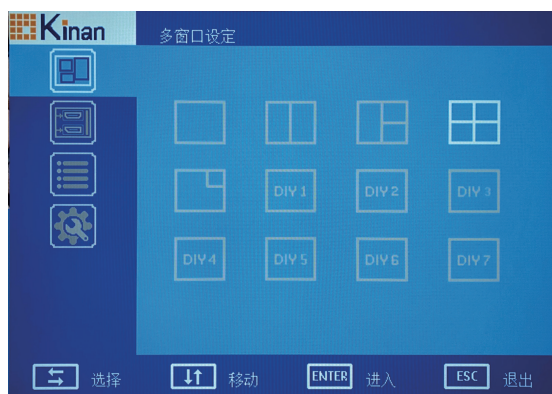 Kinan
多窗口设定
DIY 1
DIY 2
DIY 3
DIY 4
DIY 5
DIY 6
DIY 7
选择
移动
ENTER 进入
ESC 退出